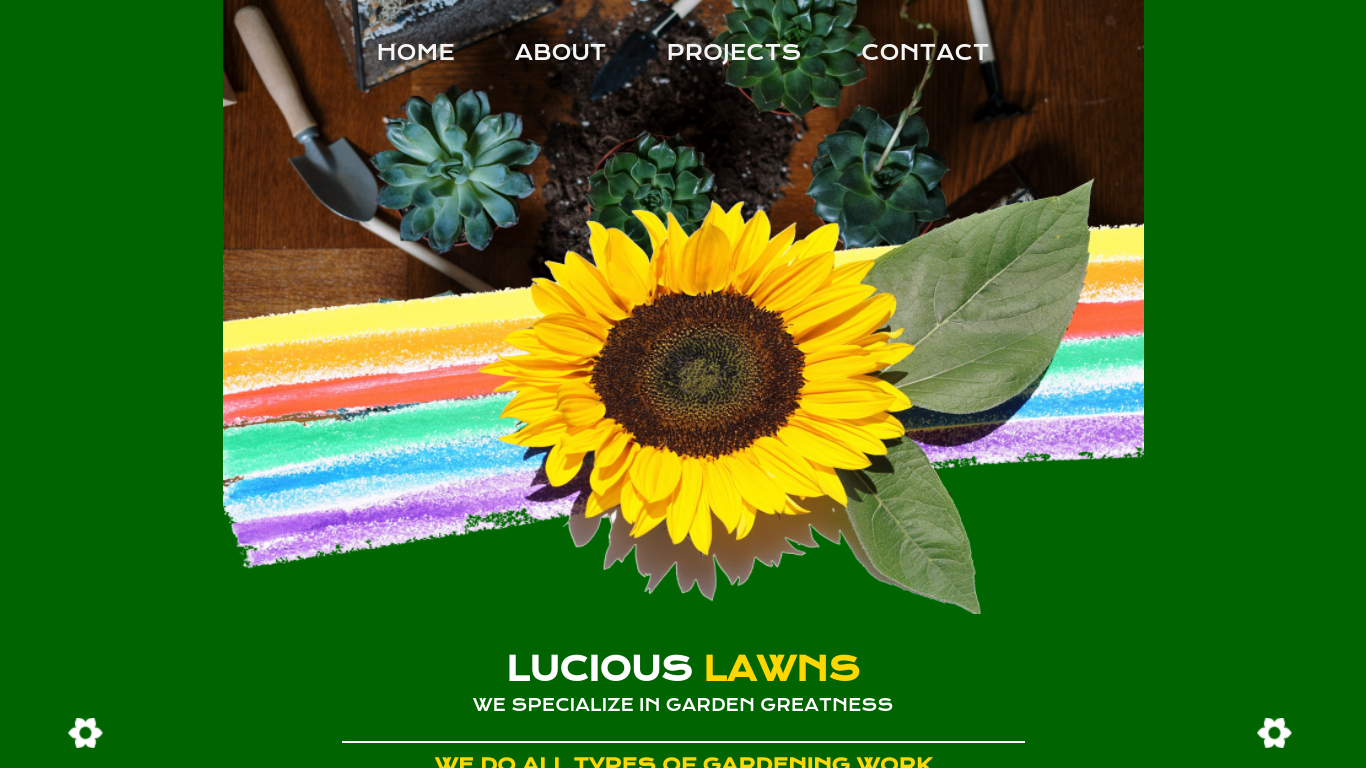 HOME ABOUT PROJECTS CONTACT
LUCIOUS LAWNS
WE SPECIALIZE IN GARDEN GREATNESS
WE DO ALL TYPES OF GARDENING WORK